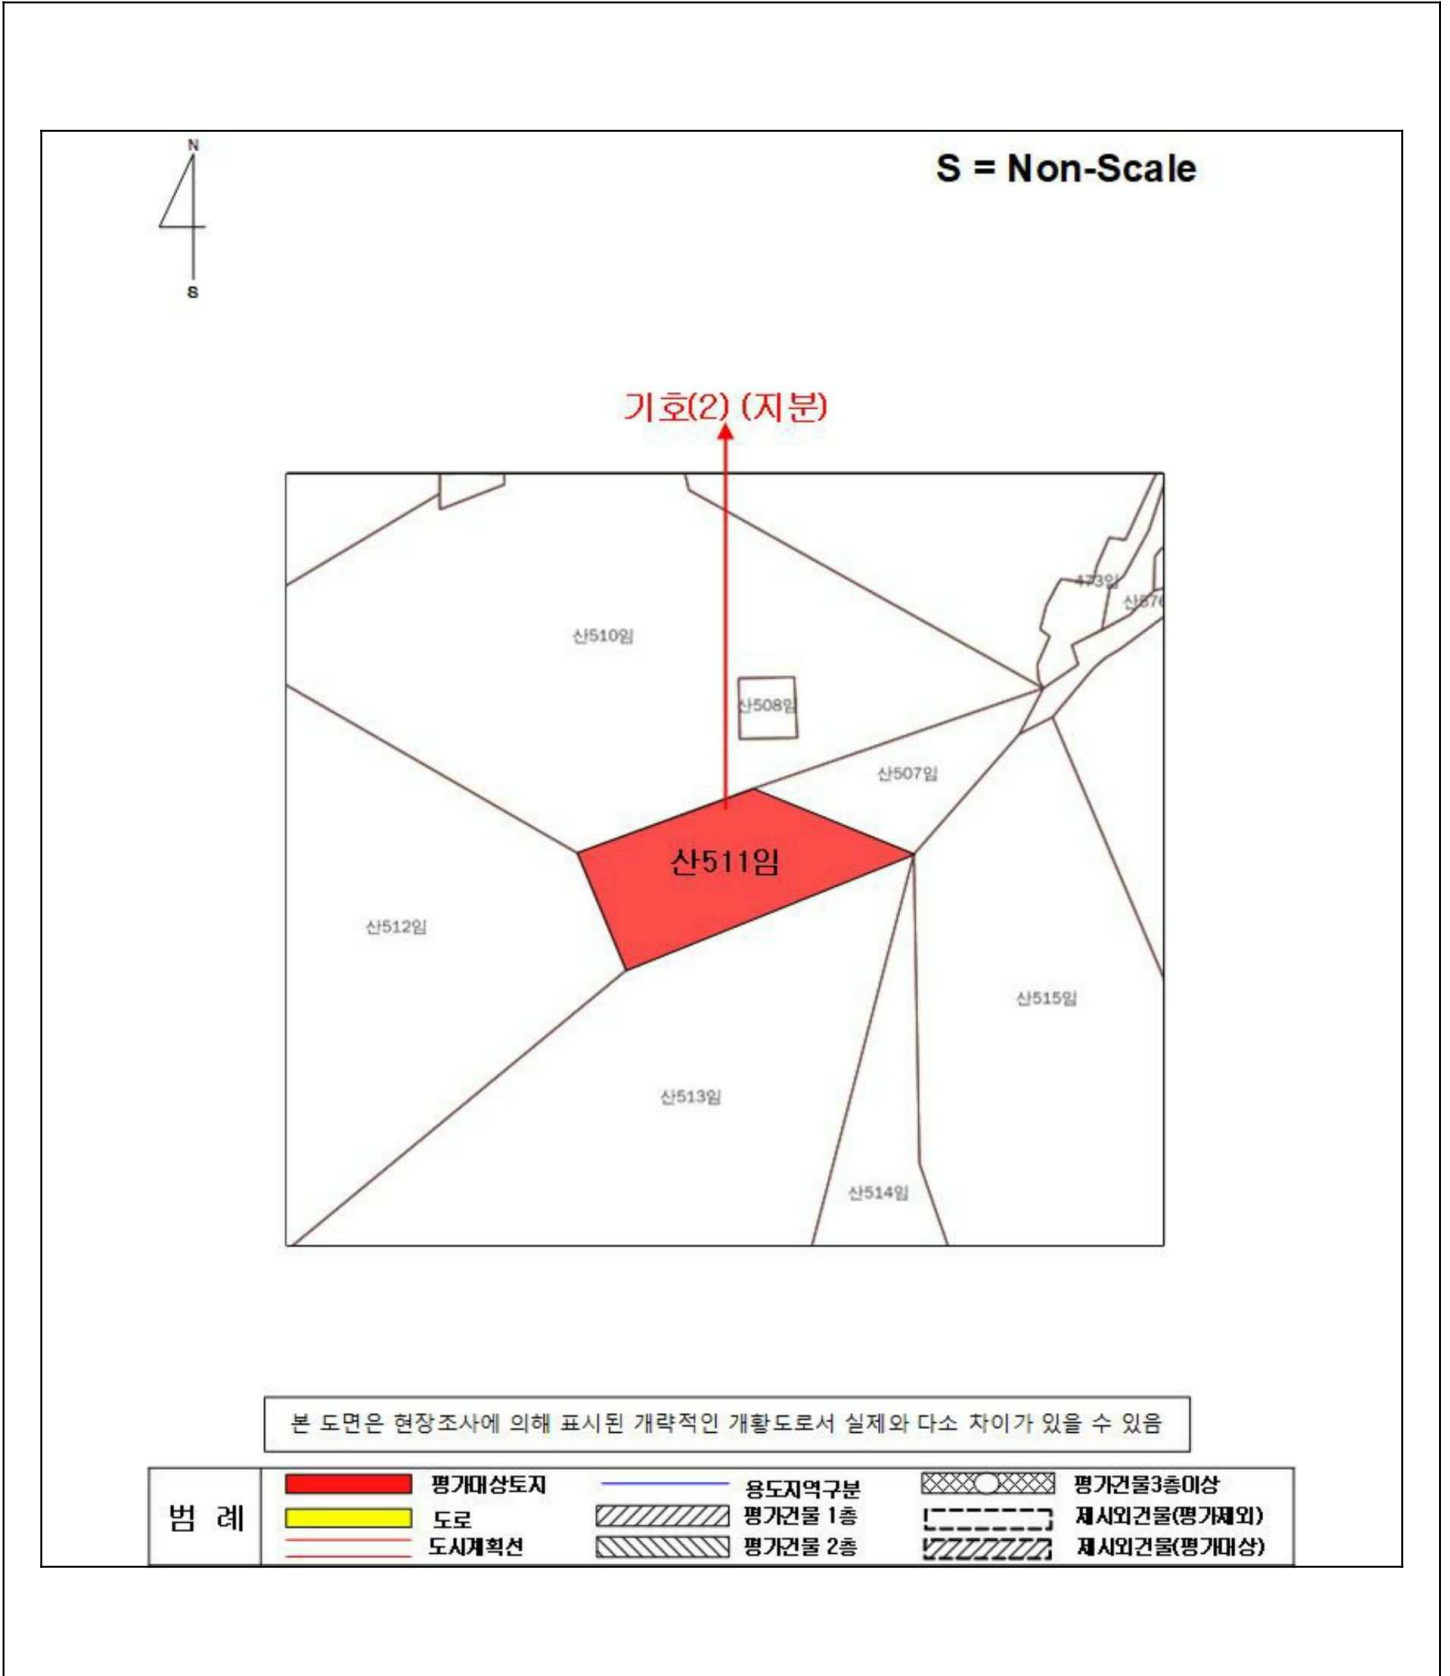 N
S = Non-Scale
S
기호(2) (지분)
473임
산510임
산508임
산507임
산511임
산512임
산515임
산513임
산514임
본 도면은 현장조사에 의해 표시된 개략적인 개황도로서 실제와 다소 차이가 있을 수 있음
범 례
평가대상토지
용도지역구분
평가건물3층이상
도로
평가건물 1층
제시외건물(평가제외)
도시계획선
평가건물 2층
제시외건물(평가대상)